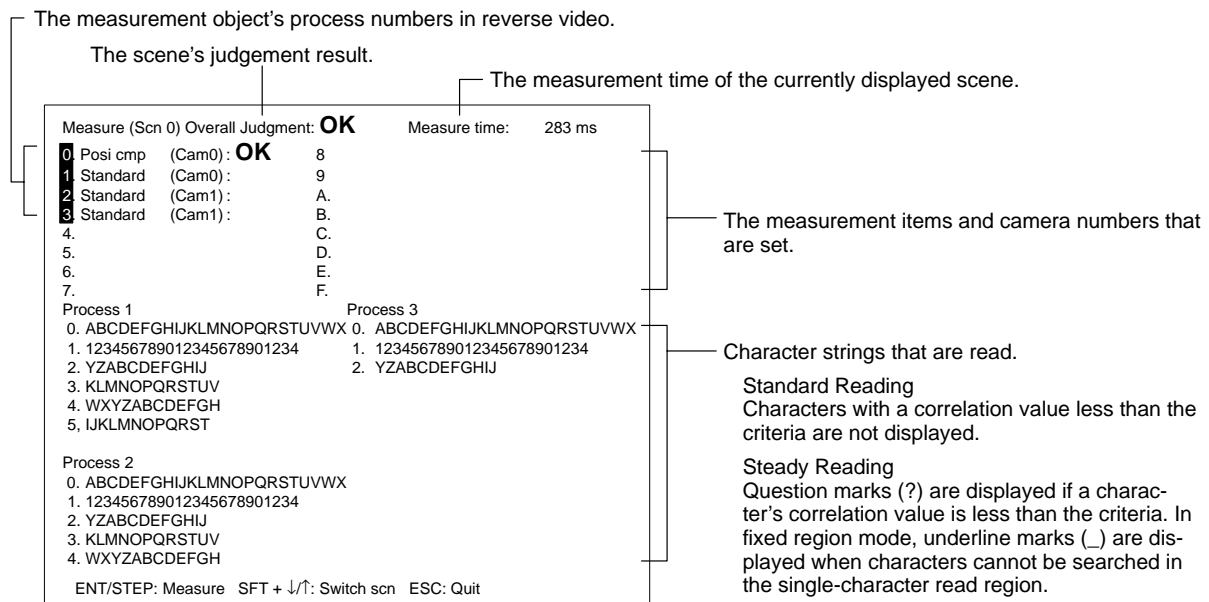 The measurement object's process numbers in reverse video.
The scene's judgement result.
The measurement time of the currently displayed scene.
Measure (Scn 0) Overall Judgment: OK Measure time: 283 ms
0. Posi cmp (Cam0) : OK 8
1. Standard (Cam0) : 9
2. Standard (Cam1) : A.
3. Standard (Cam1) : B.
4. C.
5. D.
6. E.
7. F.
The measurement items and camera numbers that
are set.
Process 1 Process 3
0. ABCDEFGHIJKLMNOPQRSTUVWX 0. ABCDEFGHIJKLMNOPQRSTUVWX
1. 123456789012345678901234 1. 123456789012345678901234
2. YZABCDEFGHIJ 2. YZABCDEFGHIJ
3. KLMNOPQRSTUV
4. WXYZABCDEFGH
5, IJKLMNOPQRST
Process 2
0. ABCDEFGHIJKLMNOPQRSTUVWX
1. 123456789012345678901234
2. YZABCDEFGHIJ
3. KLMNOPQRSTUV
4. WXYZABCDEFGH
ENT/STEP: Measure SFT + ↓/↑: Switch scn ESC: Quit
Character strings that are read.
Standard Reading
Characters with a correlation value less than the
criteria are not displayed.
Steady Reading
Question marks (?) are displayed if a charac-
ter's correlation value is less than the criteria. In
fixed region mode, underline marks (_) are dis-
played when characters cannot be searched in
the single-character read region.